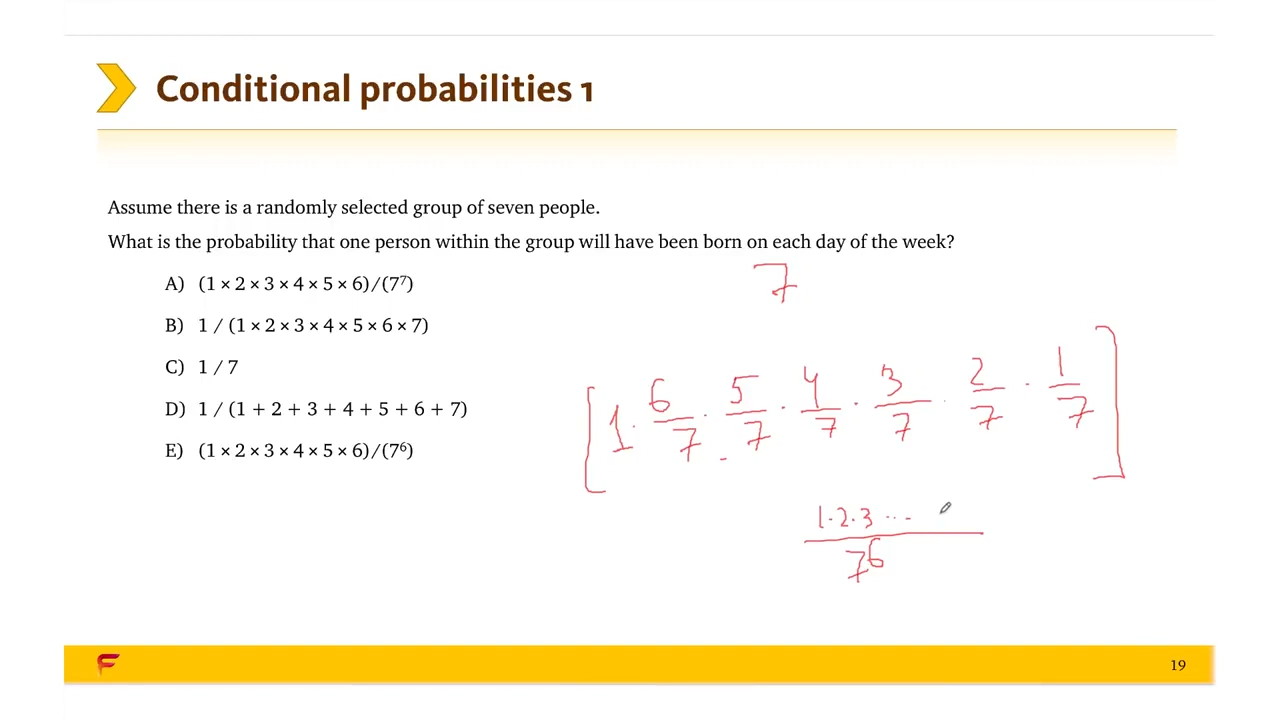 Conditional probabilities 1
Assume there is a randomly selected group of seven people.
What is the probability that one person within the group will have been born on each day of the week?
A) (1 × 2 × 3 × 4 × 5 × 6)/(7⁷)
B) 1 / (1 × 2 × 3 × 4 × 5 × 6 × 7)
C) 1 / 7
D) 1 / (1 + 2 + 3 + 4 + 5 + 6 + 7)
E) (1 × 2 × 3 × 4 × 5 × 6)/(7⁶)
7
[1 · 6/7 · 5/7 · 4/7 · 3/7 · 2/7 · 1/7]
1·2·3 ···
7⁶
19